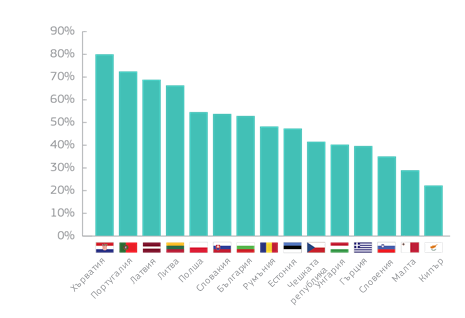 90%
80%
70%
60%
50%
40%
30%
20%
10%
0%
Хърватия
Португалия
Латвия
Литва
Полша
Словакия
България
Румъния
Естония
Чешката
република
Унгария
Гърция
Словения
Малта
Кипър